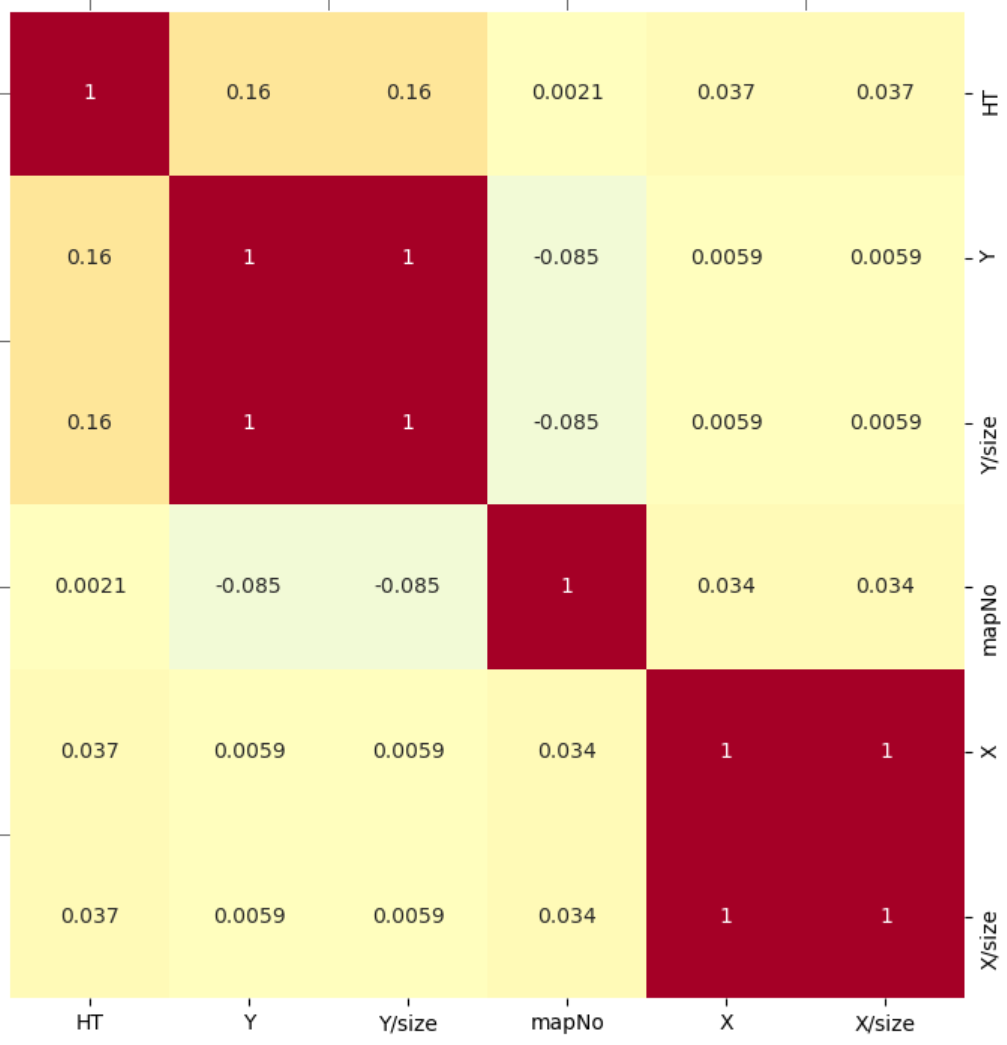 1 0.16 0.16 0.0021 0.037 0.037 HT
0.16 1 1 -0.085 0.0059 0.0059 Y
0.16 1 1 -0.085 0.0059 0.0059 Y/size
0.0021 -0.085 -0.085 1 0.034 0.034 mapNo
0.037 0.0059 0.0059 0.034 1 1 X
0.037 0.0059 0.0059 0.034 1 1 X/size
HT Y Y/size mapNo X X/size